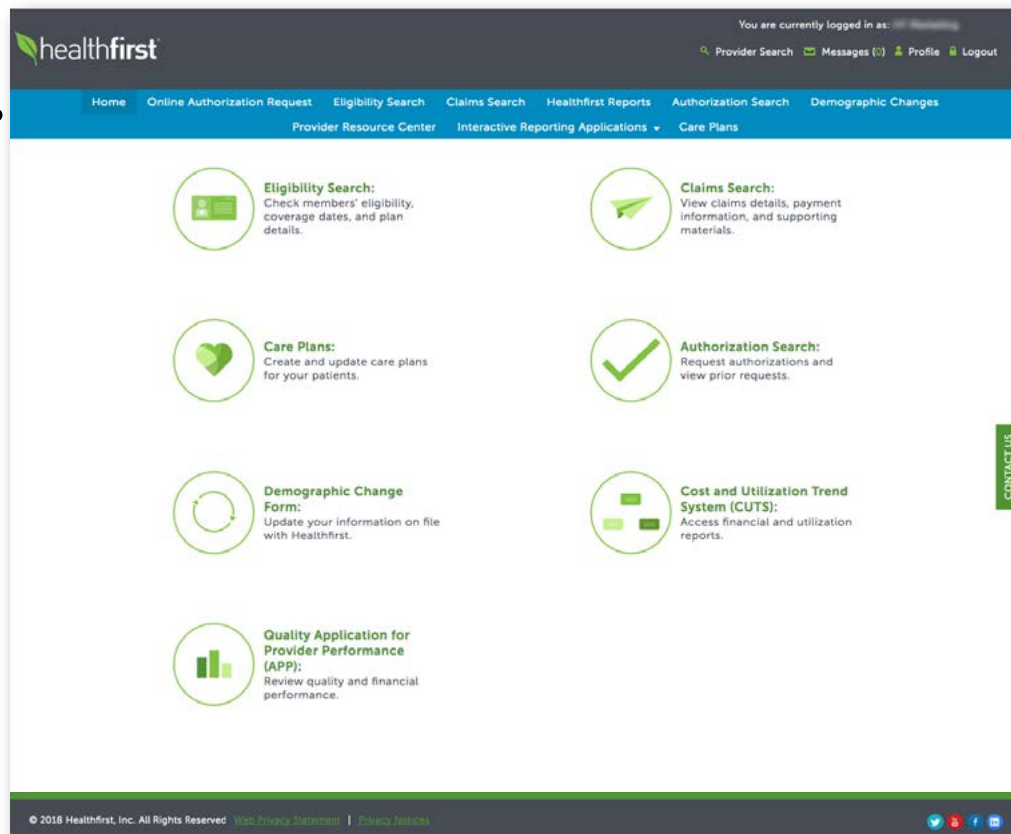 You are currently logged in as:
healthfirst
Provider Search Messages (0) Profile Logout
Home Online Authorization Request Eligibility Search Claims Search Healthfirst Reports Authorization Search Demographic Changes
Provider Resource Center Interactive Reporting Applications Care Plans
Eligibility Search:
Check members' eligibility,
coverage dates, and plan
details.
Claims Search:
View claims details, payment
information, and supporting
materials.
Care Plans:
Create and update care plans
for your patients.
Authorization Search:
Request authorizations and
view prior requests.
CONTACT US
Demographic Change
Form:
Update your information on file
with Healthfirst.
Cost and Utilization Trend
System (CUTS):
Access financial and utilization
reports.
Quality Application for
Provider Performance
(APP):
Review quality and financial
performance.
© 2018 Healthfirst, Inc. All Rights Reserved Web Privacy Statement | Privacy Notices